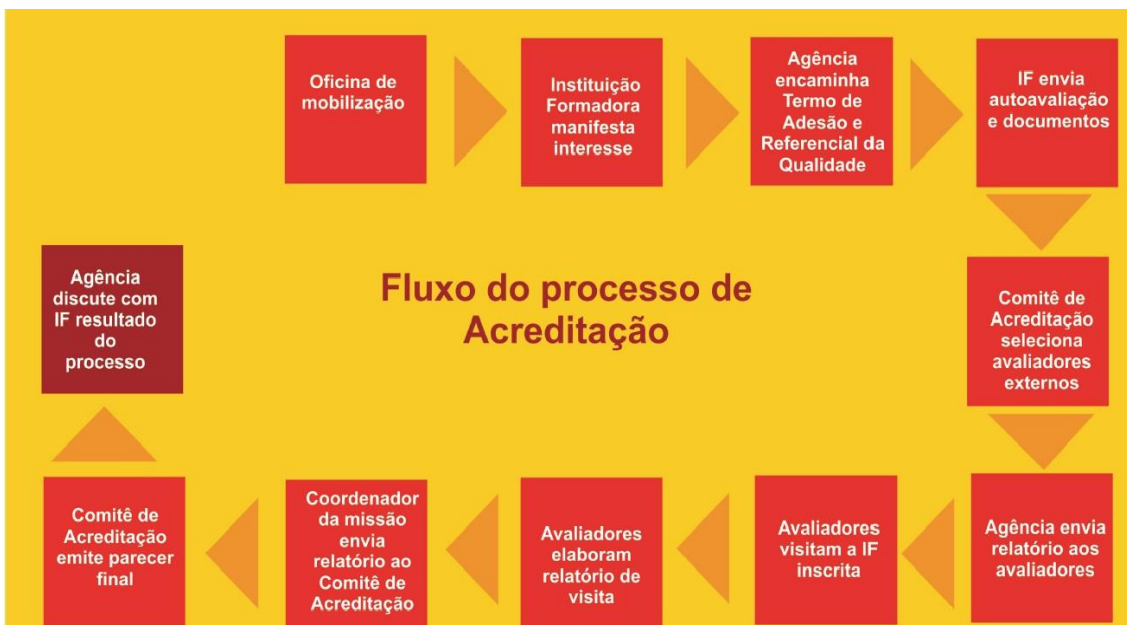 Oficina de
mobilização
Instituição
Formadora
manifesta
interesse
Agência
encaminha
Termo de
Adesão e
Referencial da
Qualidade
IF envia
autoavaliação
e documentos
Fluxo do processo de
Acreditação
Comitê de
Acreditação
seleciona
avaliadores
externos
Agência envia
relatório aos
avaliadores
Avaliadores
visitam a IF
inscrita
Avaliadores
elaboram
relatório de
visita
Coordenador
da missão
envia
relatório ao
Comitê de
Acreditação
Comitê de
Acreditação
emite parecer
final
Agência
discute com
IF resultado
do
processo